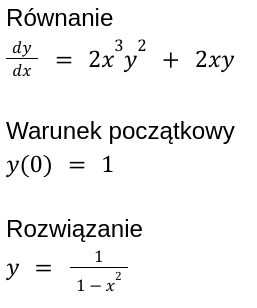 Równanie
dy/dx = 2x³y² + 2xy
Warunek początkowy
y(0) = 1
Rozwiązanie
y = 1/(1 − x²)